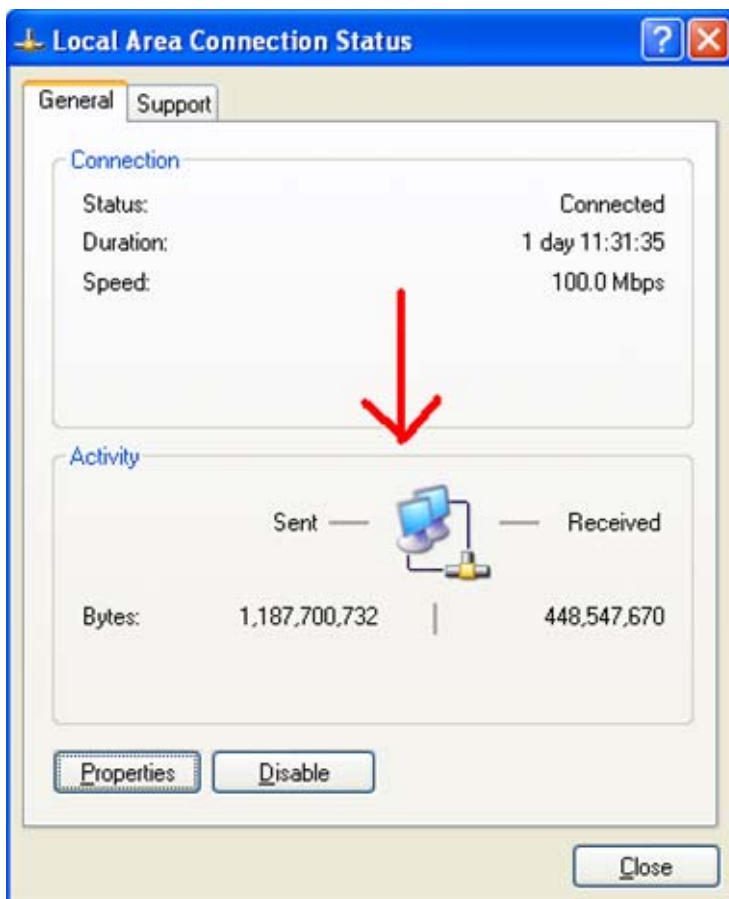 Local Area Connection Status
General Support
Connection
Status: Connected
Duration: 1 day 11:31:35
Speed: 100.0 Mbps
Activity
Sent — — Received
Bytes: 1,187,700,732 | 448,547,670
Properties Disable
Close